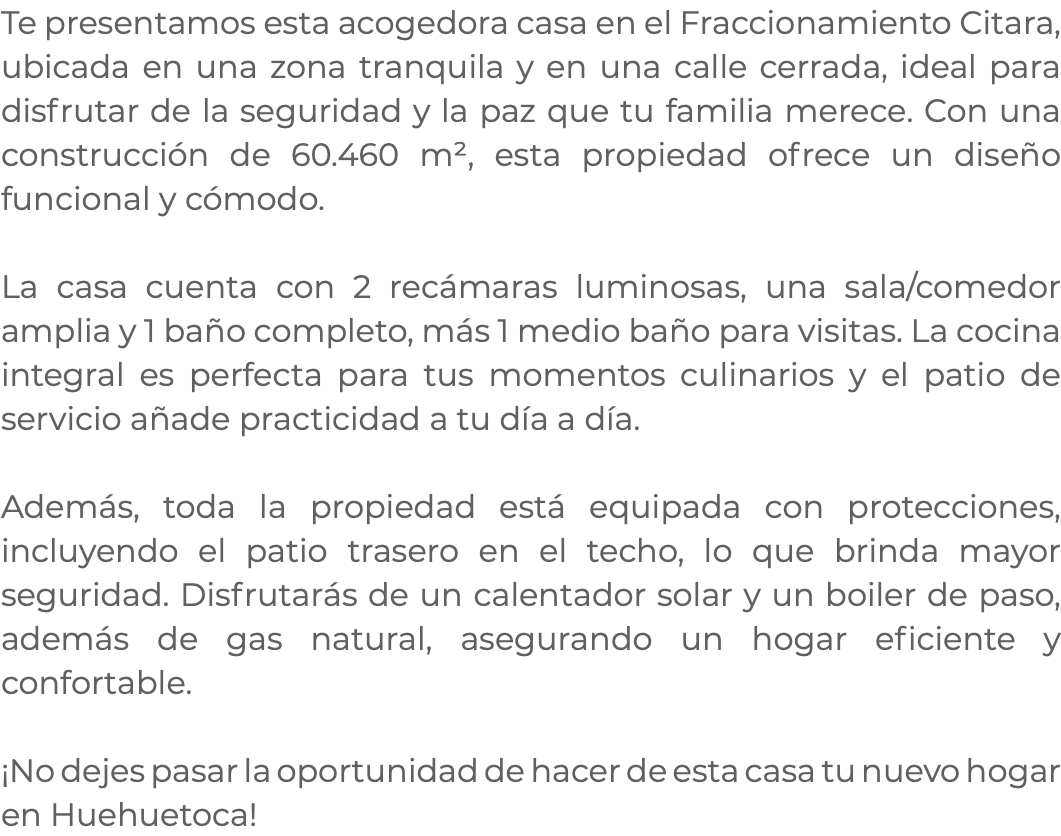 Te presentamos esta acogedora casa en el Fraccionamiento Citara,
ubicada en una zona tranquila y en una calle cerrada, ideal para
disfrutar de la seguridad y la paz que tu familia merece. Con una
construcción de 60.460 m², esta propiedad ofrece un diseño
funcional y cómodo.

La casa cuenta con 2 recámaras luminosas, una sala/comedor
amplia y 1 baño completo, más 1 medio baño para visitas. La cocina
integral es perfecta para tus momentos culinarios y el patio de
servicio añade practicidad a tu día a día.

Además, toda la propiedad está equipada con protecciones,
incluyendo el patio trasero en el techo, lo que brinda mayor
seguridad. Disfrutarás de un calentador solar y un boiler de paso,
además de gas natural, asegurando un hogar eficiente y
confortable.

¡No dejes pasar la oportunidad de hacer de esta casa tu nuevo hogar
en Huehuetoca!